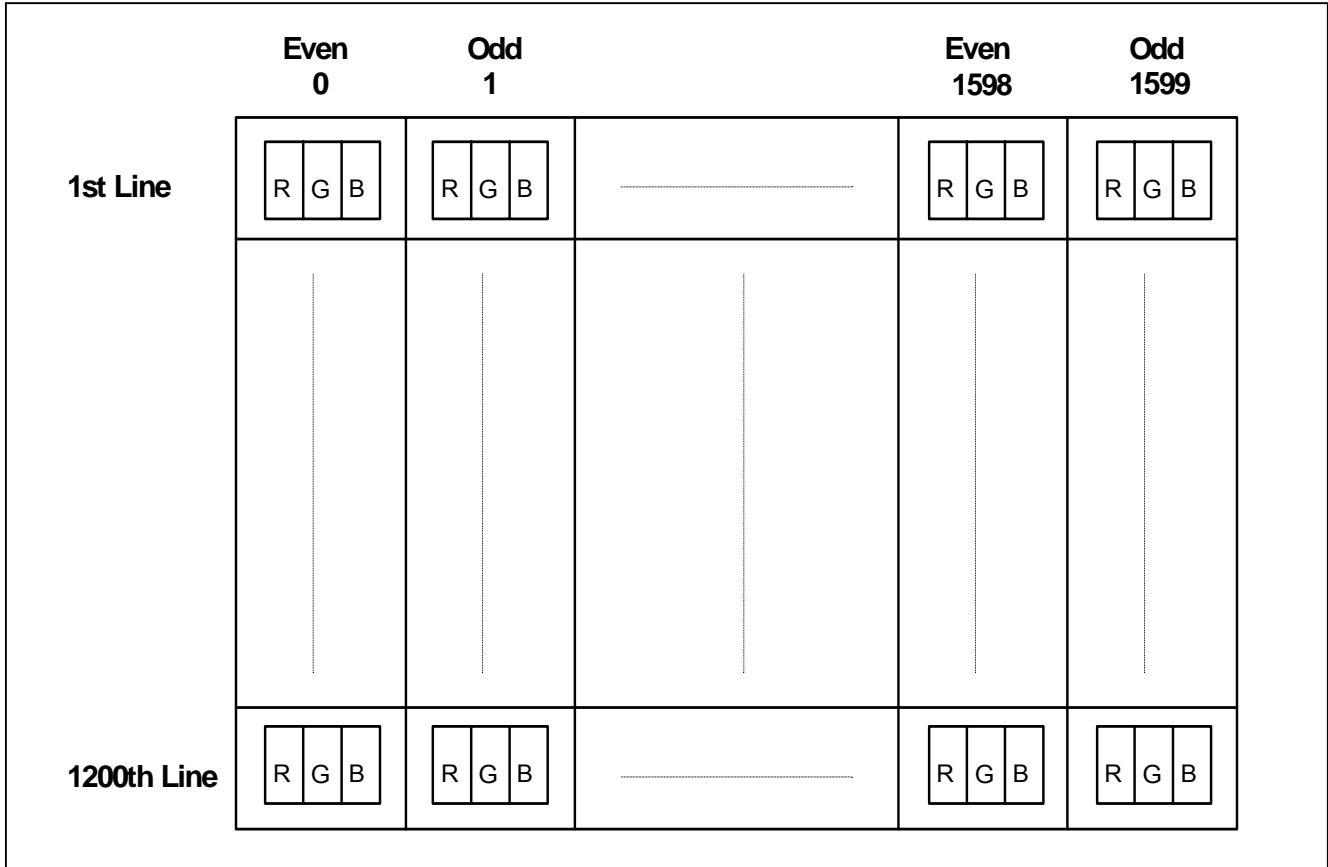 Even Odd Even Odd
0 1 1598 1599
1st Line R G B R G B R G B R G B
1200th Line R G B R G B R G B R G B